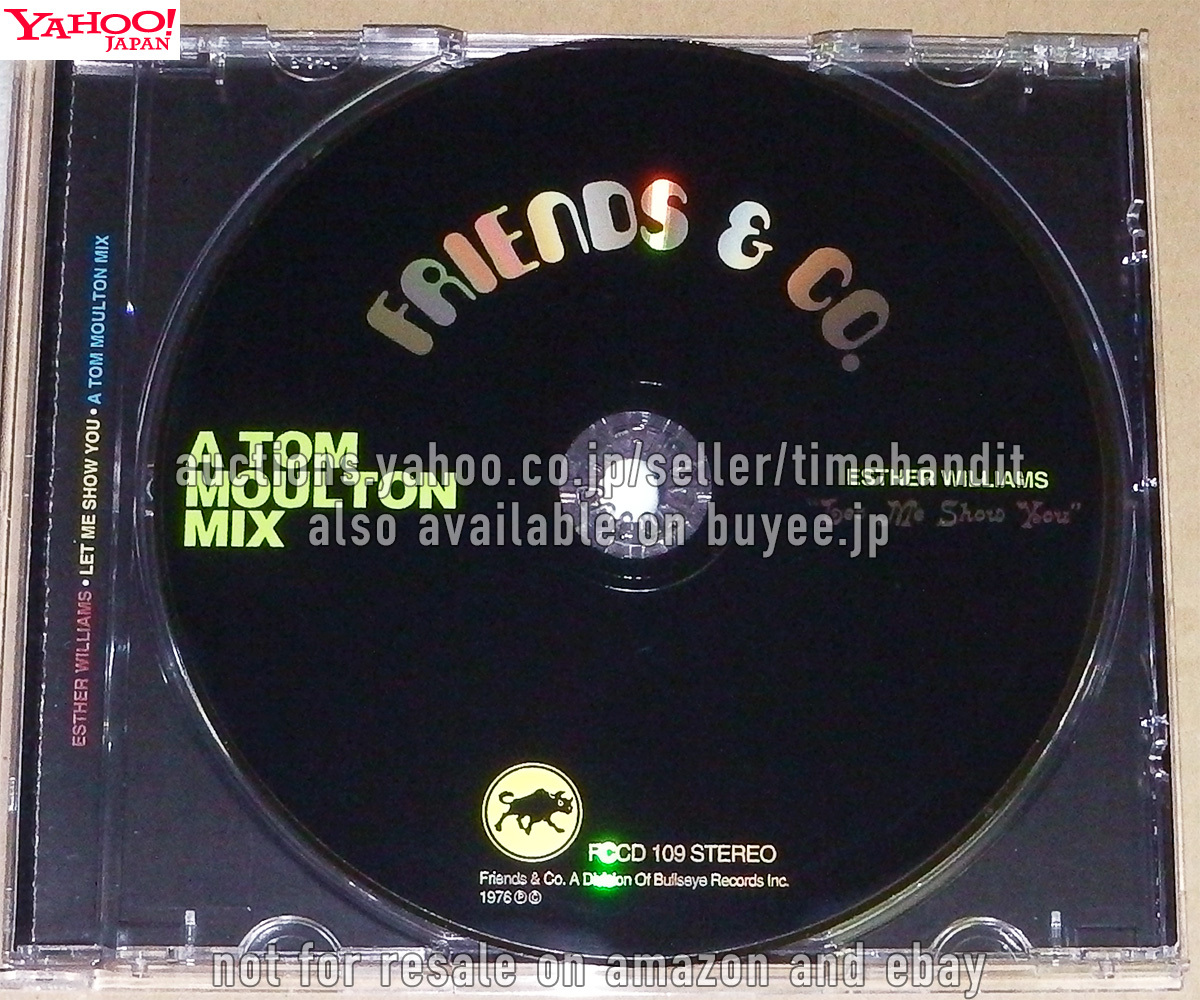 YAHOO!
JAPAN
FRIENDS & CO.
ESTHER WILLIAMS • LET ME SHOW YOU • A TOM MOULTON MIX
A TOM
MOULTON
MIX
auctions.yahoo.co.jp/seller/timehandit
also available on buyee.jp
ESTHER WILLIAMS
"Let Me Show You"
FCCD 109 STEREO
Friends & Co. A Division Of Bullseye Records Inc.
1976 ℗ ©
not for resale on amazon and ebay